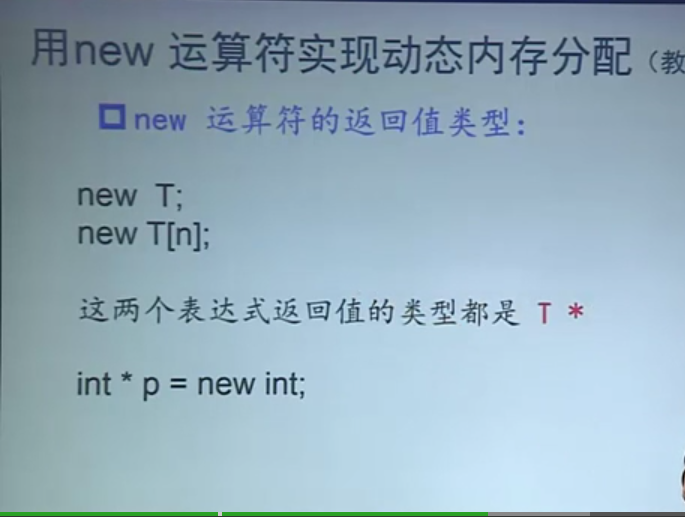 用new 运算符实现动态内存分配（教
new 运算符的返回值类型：
new T;
new T[n];
这两个表达式返回值的类型都是 T *
int * p = new int;